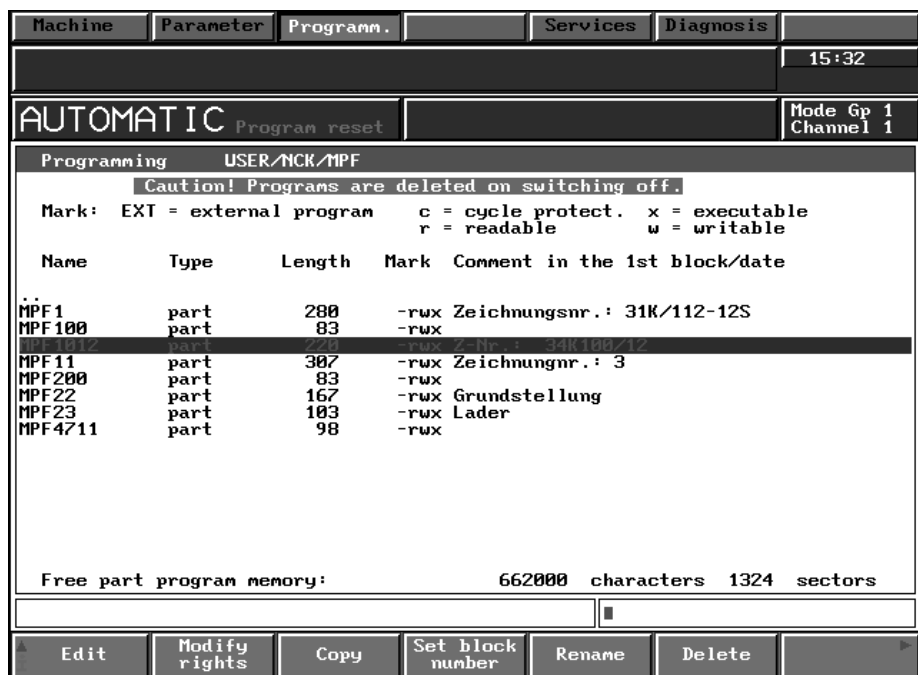 Machine Parameter Programm. Services Diagnosis
15:32
AUTOMATIC Program reset Mode Gp 1
Channel 1
Programming USER/NCK/MPF
Caution! Programs are deleted on switching off.
Mark: EXT = external program c = cycle protect. x = executable
r = readable w = writable
Name Type Length Mark Comment in the 1st block/date
..
MPF1 part 280 -rwx Zeichnungsnr.: 31K/112-12S
MPF100 part 83 -rwx
MPF1012 part 220 -rwx Z-Nr.: 34K100/12
MPF11 part 307 -rwx Zeichnungnr.: 3
MPF200 part 83 -rwx
MPF22 part 167 -rwx Grundstellung
MPF23 part 103 -rwx Lader
MPF4711 part 98 -rwx
Free part program memory: 662000 characters 1324 sectors
Edit Modify rights Copy Set block number Rename Delete